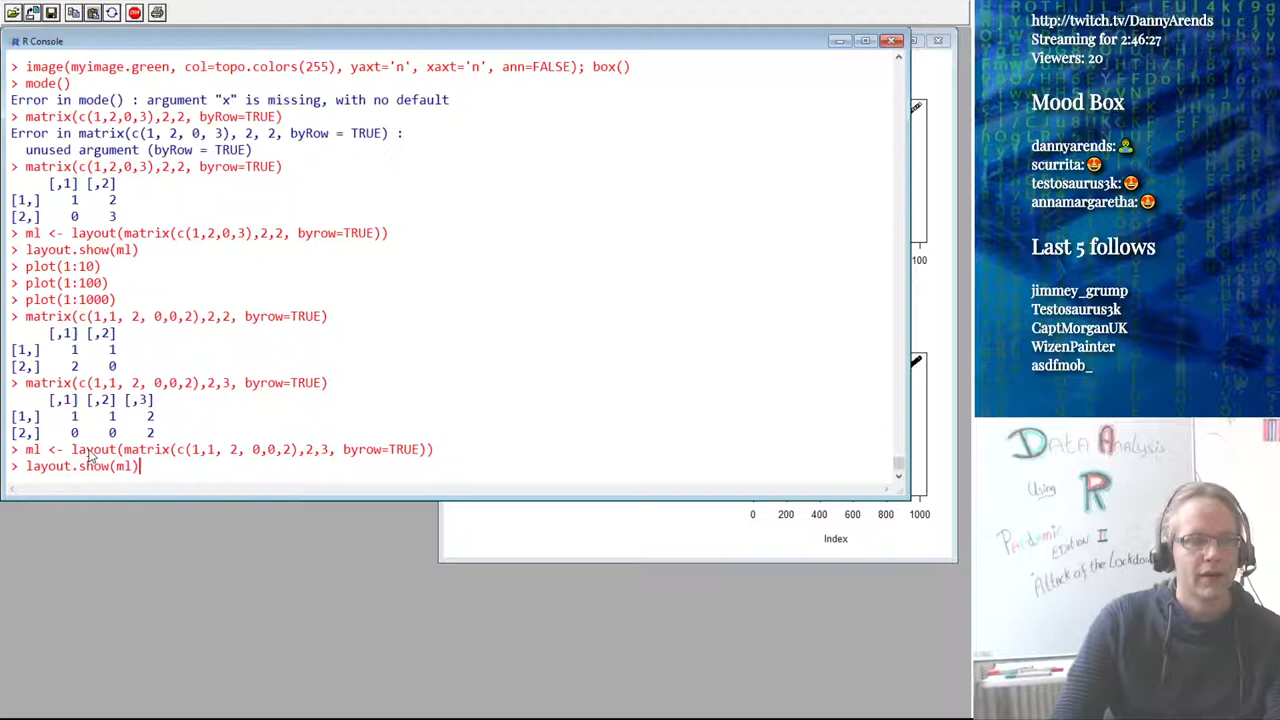 R Console
> image(myimage.green, col=topo.colors(255), yaxt='n', xaxt='n', ann=FALSE); box()
> mode()
Error in mode() : argument "x" is missing, with no default
> matrix(c(1,2,0,3),2,2, byRow=TRUE)
Error in matrix(c(1, 2, 0, 3), 2, 2, byRow = TRUE) :
unused argument (byRow = TRUE)
> matrix(c(1,2,0,3),2,2, byrow=TRUE)
[,1] [,2]
[1,] 1 2
[2,] 0 3
> ml <- layout(matrix(c(1,2,0,3),2,2, byrow=TRUE))
> layout.show(ml)
> plot(1:10)
> plot(1:100)
> plot(1:1000)
> matrix(c(1,1, 2, 0,0,2),2,2, byrow=TRUE)
[,1] [,2]
[1,] 1 1
[2,] 2 0
> matrix(c(1,1, 2, 0,0,2),2,3, byrow=TRUE)
[,1] [,2] [,3]
[1,] 1 1 2
[2,] 0 0 2
> ml <- layout(matrix(c(1,1, 2, 0,0,2),2,3, byrow=TRUE))
> layout.show(ml)
100
0 200 400 600 800 1000
Index
http://twitch.tv/DannyArends
Streaming for 2:46:27
Viewers: 20
Mood Box
dannyarends:
scurrita:
testosaurus3k:
annamargaretha:
Last 5 follows
jimmey_grump
Testosaurus3k
CaptMorganUK
WizenPainter
asdfmob_
Data Analysis
Using
R
Pandemic
Edition II
Attack of the Lockdown